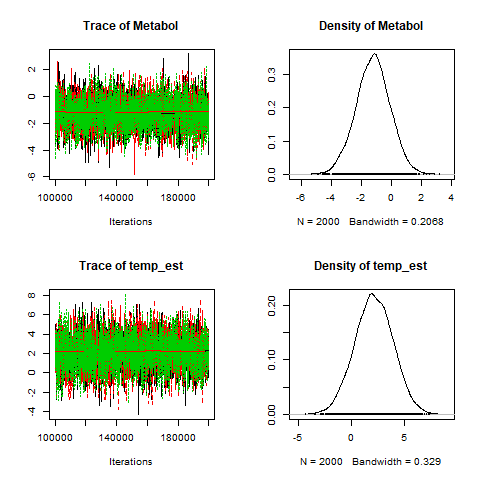 Trace of Metabol
2
0
-2
-4
-6
100000 140000 180000
Iterations
Density of Metabol
0.3
0.2
0.1
0.0
-6 -4 -2 0 2 4
N = 2000 Bandwidth = 0.2068
Trace of temp_est
8
6
4
2
0
-2
-4
100000 140000 180000
Iterations
Density of temp_est
0.20
0.10
0.00
-5 0 5
N = 2000 Bandwidth = 0.329